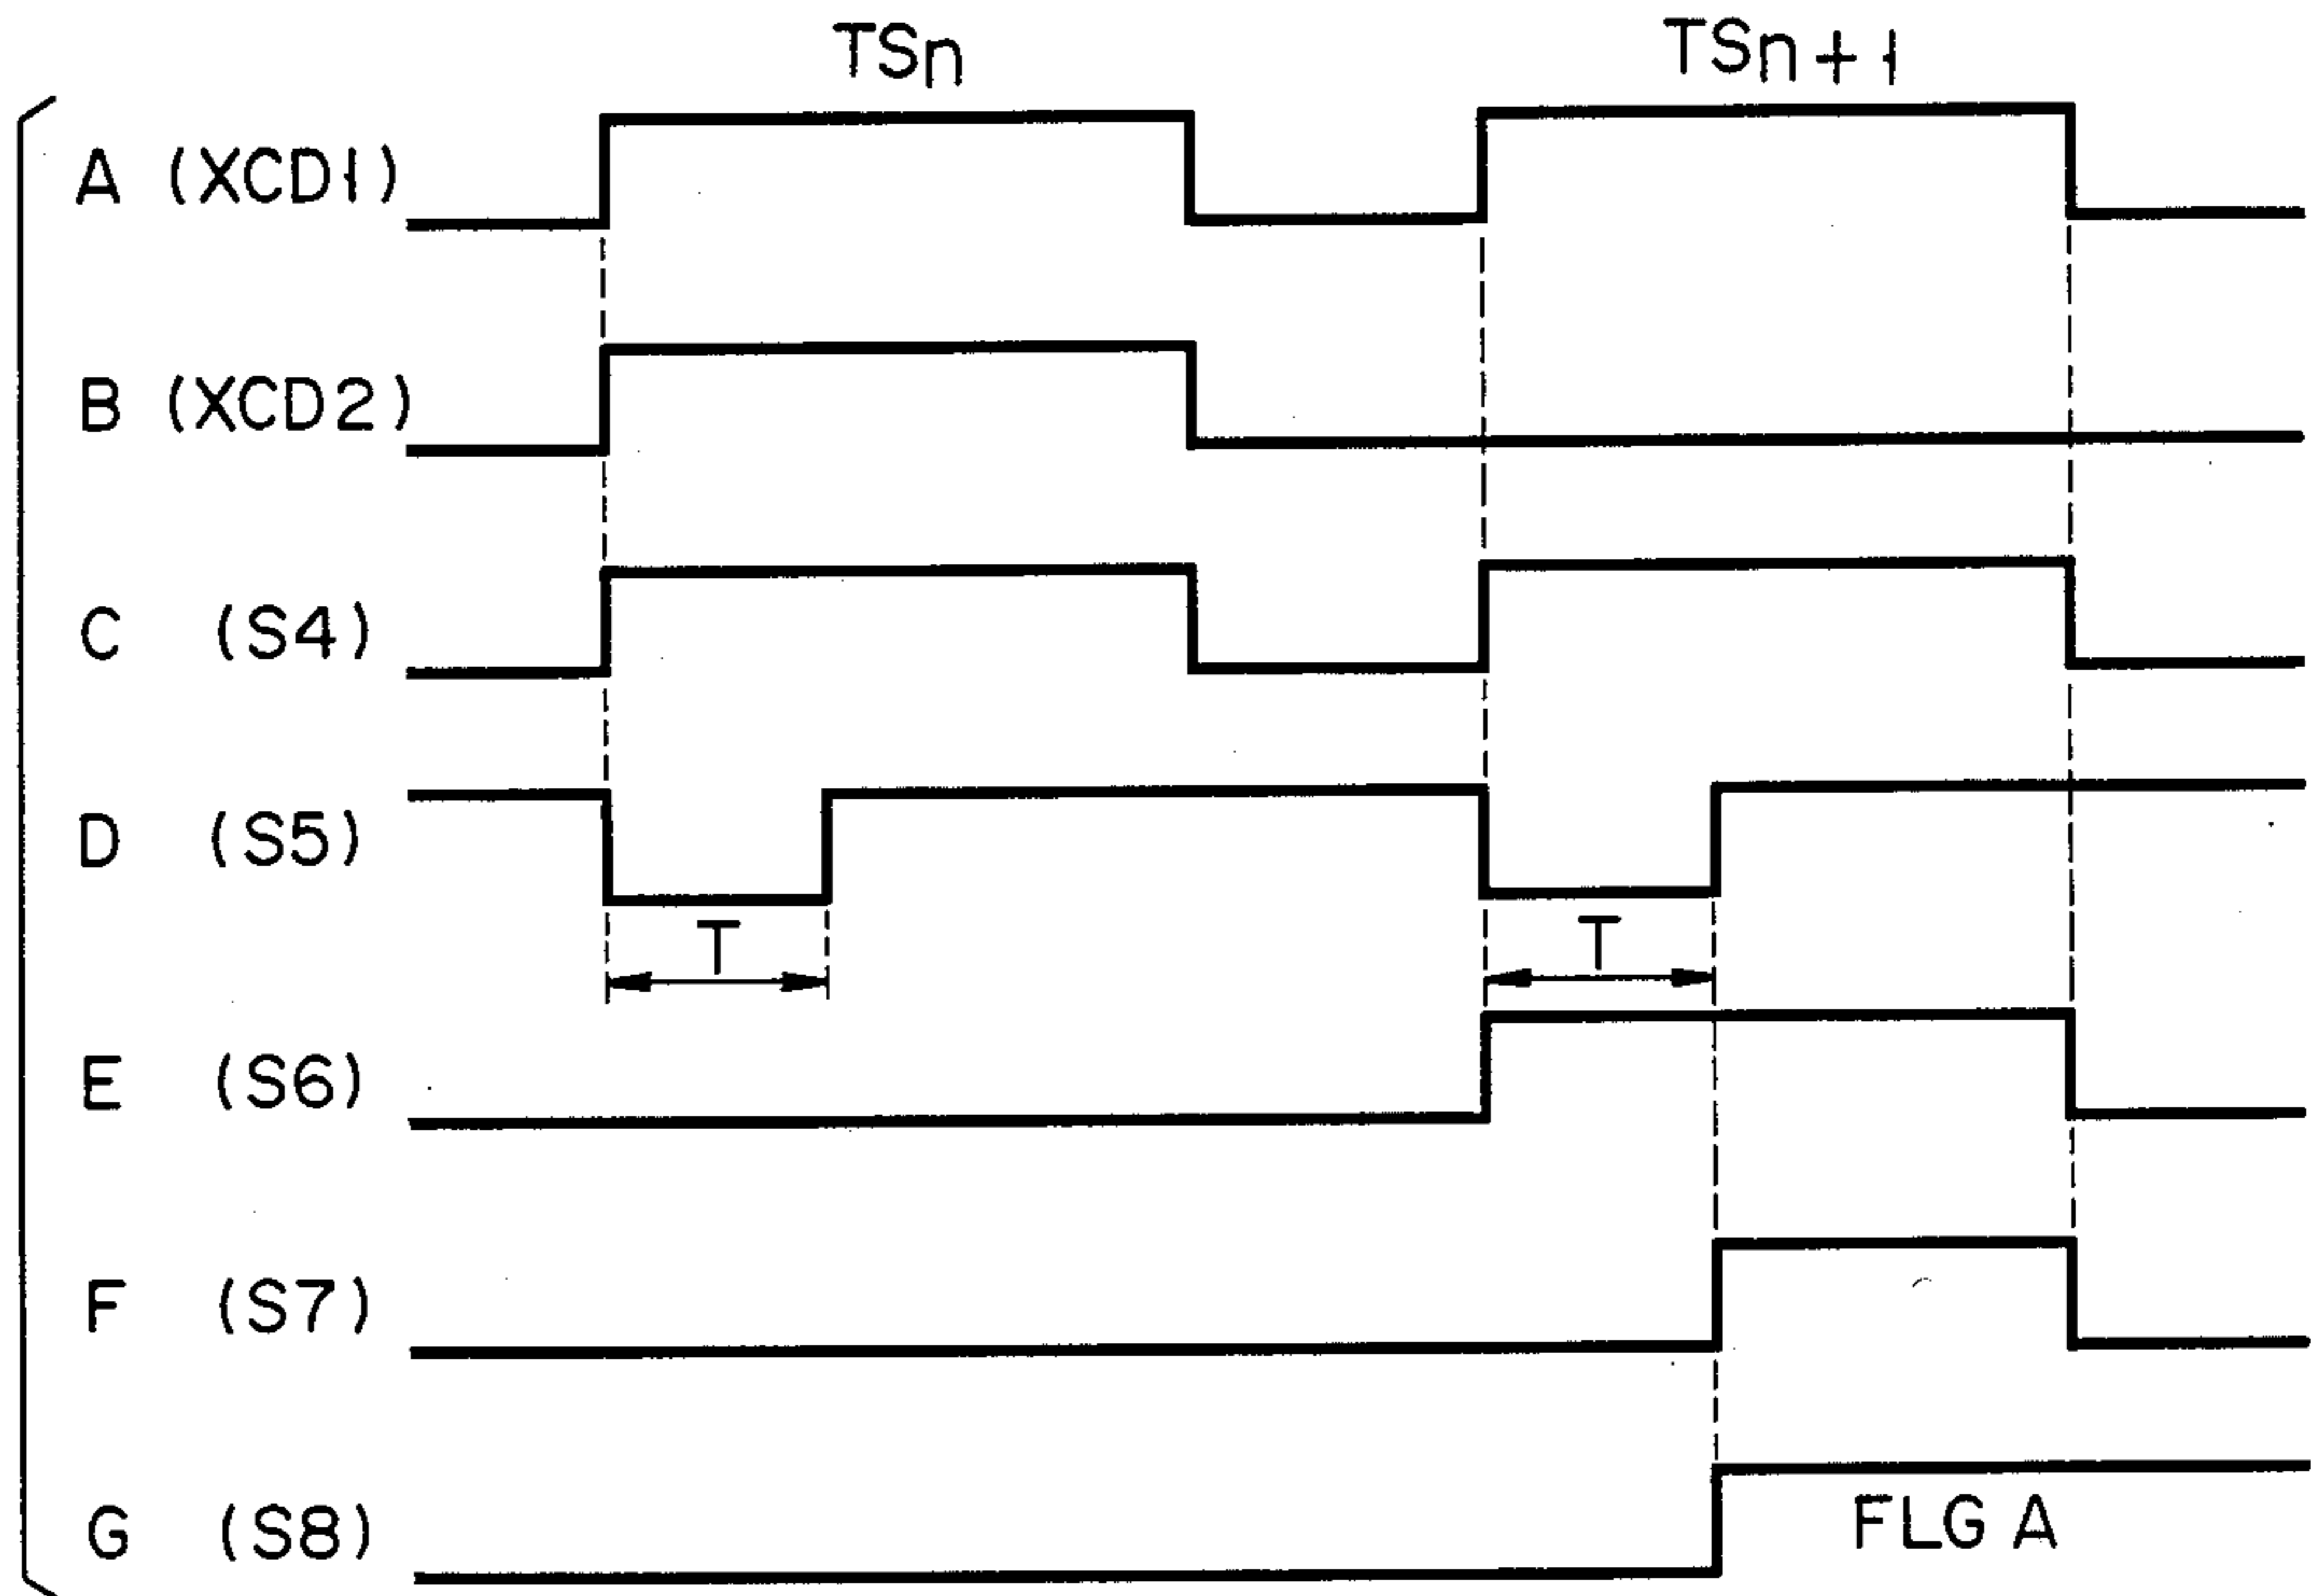 TSn TSn+1
A (XCD1)
B (XCD2)
C (S4)
D (S5)
T T
E (S6)
F (S7)
G (S8)
FLG A